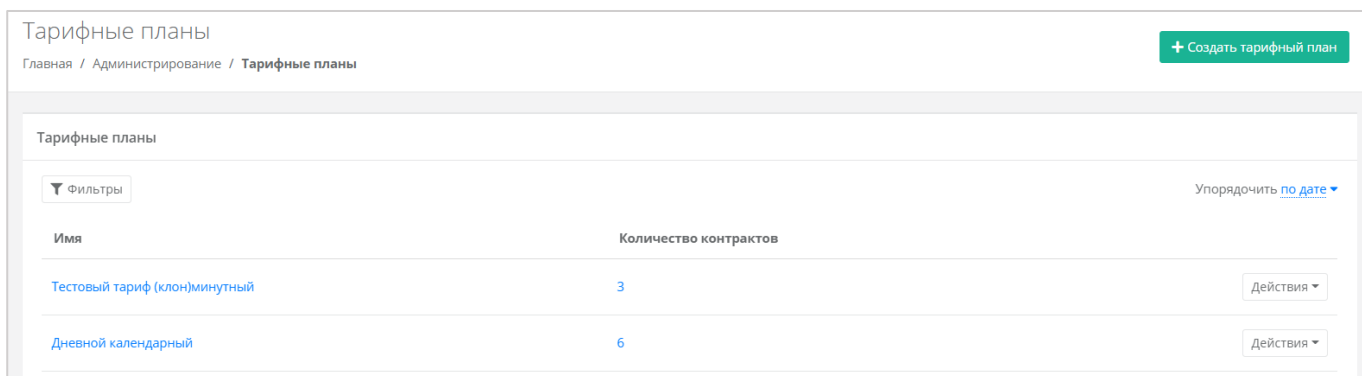 Тарифные планы
+ Создать тарифный план
Главная / Администрирование / Тарифные планы
Тарифные планы
Фильтры
Упорядочить по дате
Имя Количество контрактов
Тестовый тариф (клон)минутный 3 Действия
Дневной календарный 6 Действия